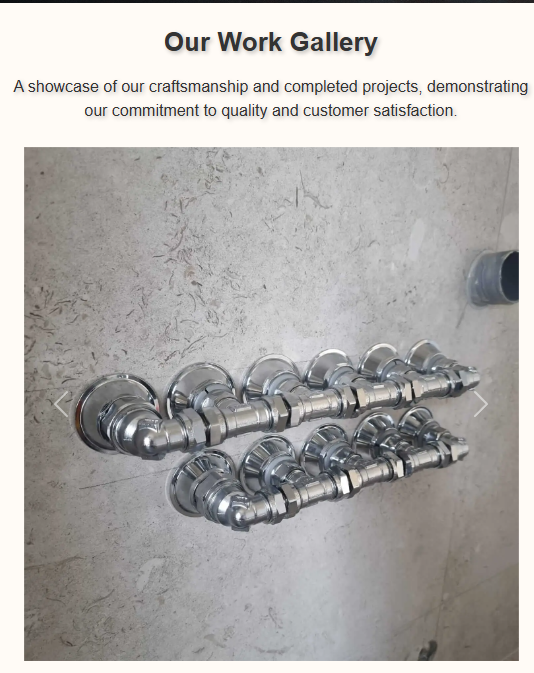 Our Work Gallery
A showcase of our craftsmanship and completed projects, demonstrating
our commitment to quality and customer satisfaction.